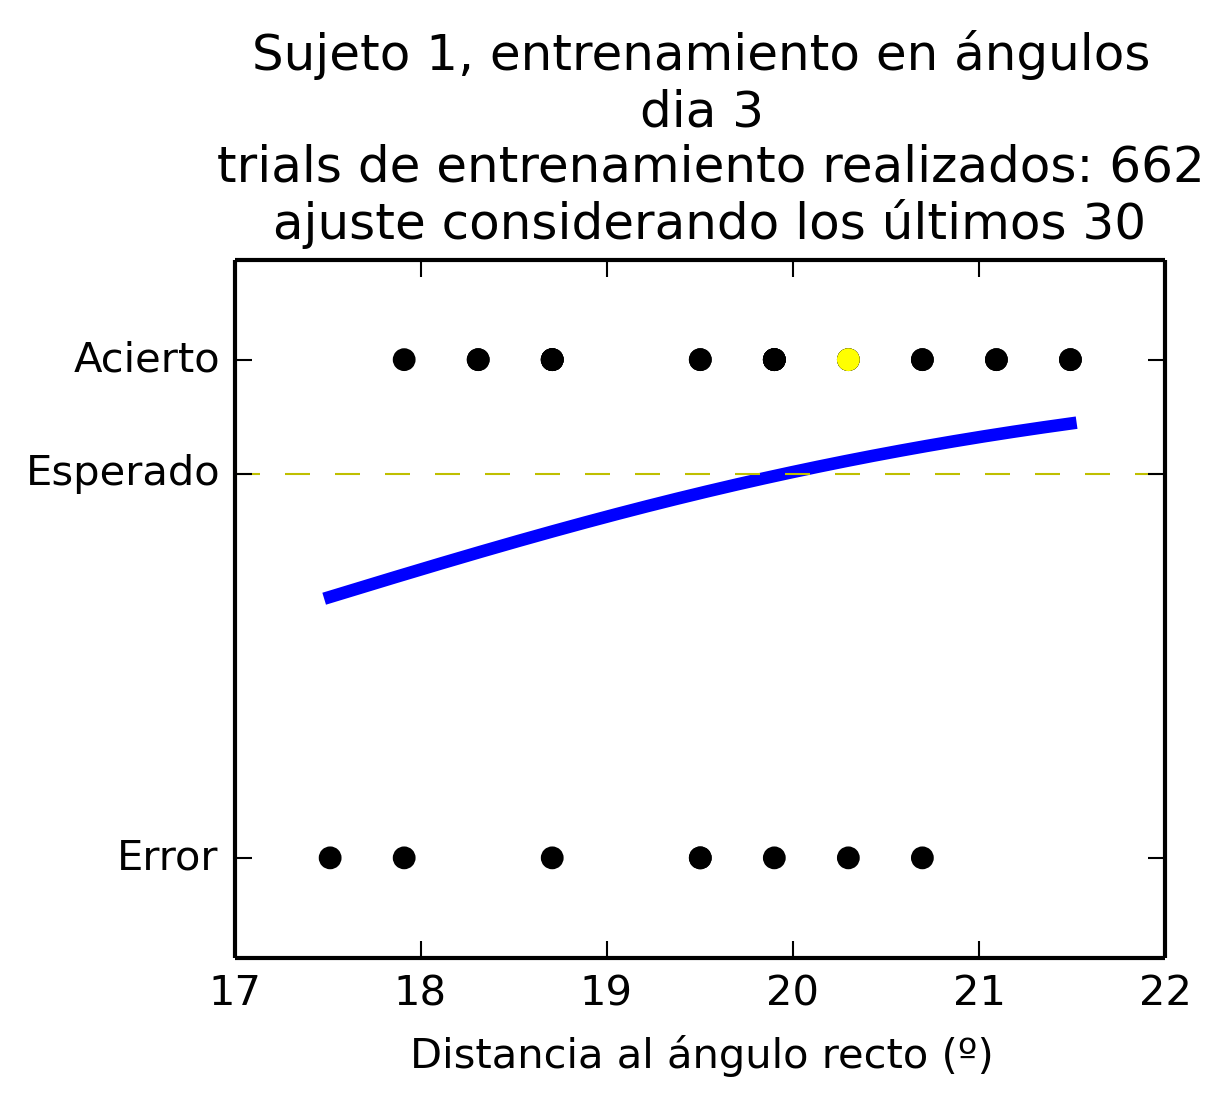 Sujeto 1, entrenamiento en ángulos
dia 3
trials de entrenamiento realizados: 662
ajuste considerando los últimos 30
Acierto
Esperado
Error
17 18 19 20 21 22
Distancia al ángulo recto (º)